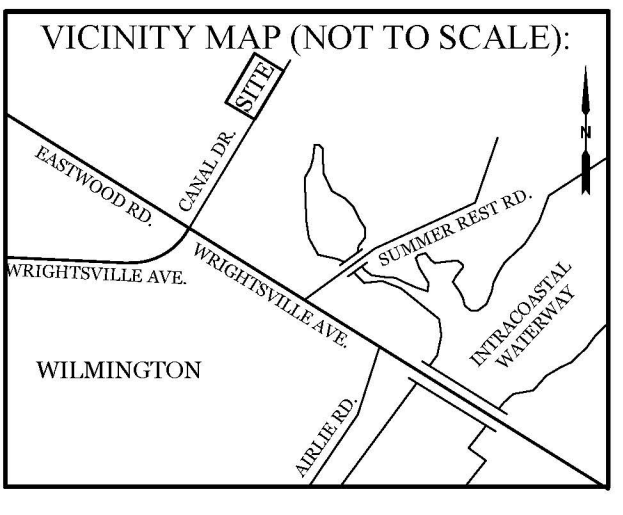 VICINITY MAP (NOT TO SCALE):
SITE
N
CANAL DR.
EASTWOOD RD.
SUMMER REST RD.
WRIGHTSVILLE AVE.
WRIGHTSVILLE AVE.
INTRACOASTAL
WATERWAY
WILMINGTON
AIRLIE RD.